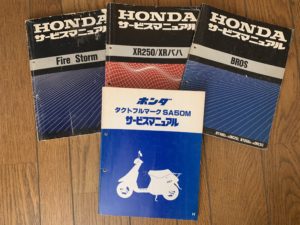 HONDA
サービスマニュアル
Fire Storm
HONDA
サービスマニュアル
XR250/XRバハ
HONDA
サービスマニュアル
BROS
ホンダ
タクトフルマーク SA50M
サービスマニュアル